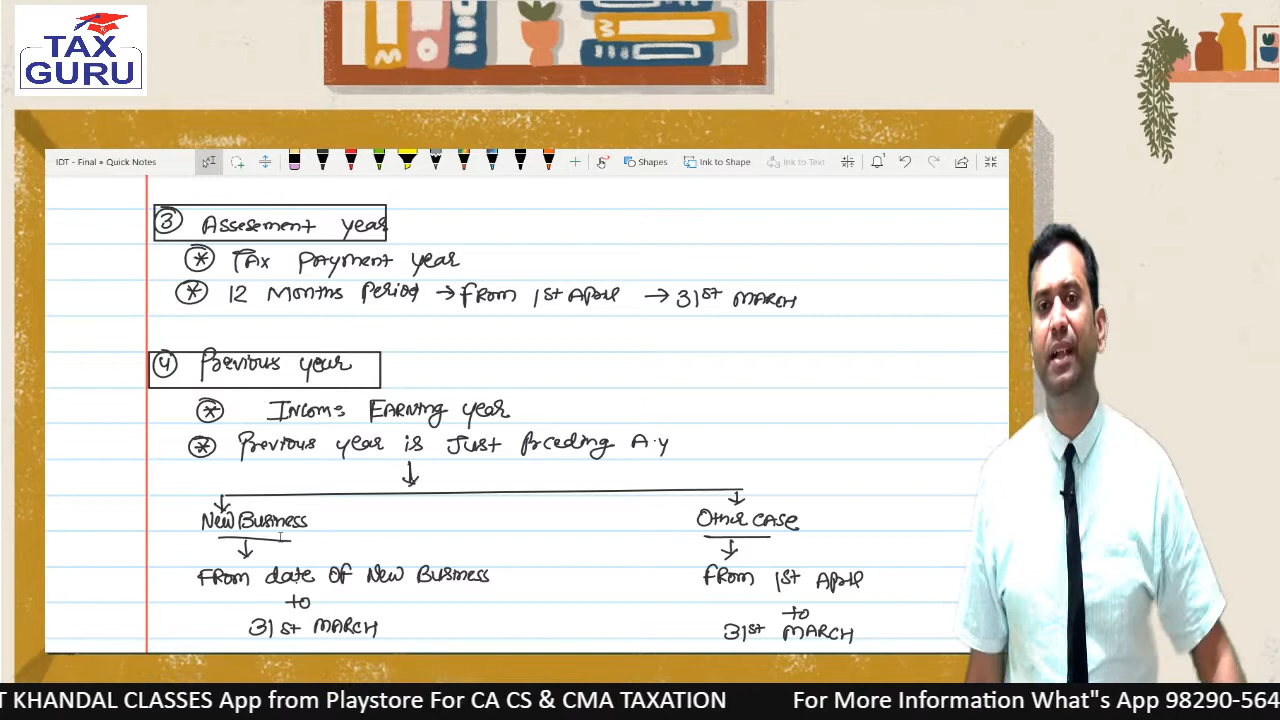 TAX
GURU
IDT - Final » Quick Notes
Shapes
Ink to Shape
Ink to Text
3 Assesement year
* Tax Payment year
* 12 Months Period → From 1st April → 31st MARCH
4 Previous year
* Income Earning year
* Previous year is Just Prceding A.y
New Business
Other CASE
From date of New Business
to
31st MARCH
From 1st April
to
31st MARCH
T KHANDAL CLASSES App from Playstore For CA CS & CMA TAXATION For More Information What"s App 98290-564